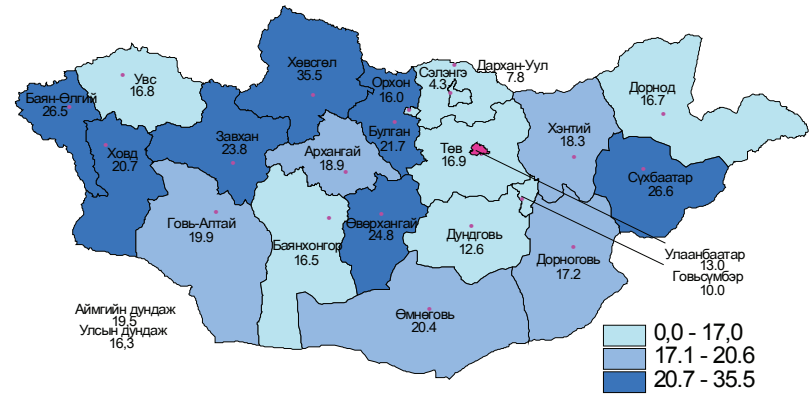 Хөвсгөл
35.5
Увс
16.8
Баян-Өлгий
26.5
Ховд
20.7
Завхан
23.8
Архангай
18.9
Орхон
16.0
Булган
21.7
Сэлэнгэ
4.3
Дархан-Уул
7.8
Төв
16.9
Хэнтий
18.3
Дорнод
16.7
Сүхбаатар
26.6
Говь-Алтай
19.9
Баянхонгор
16.5
Өвөрхангай
24.8
Дундговь
12.6
Дорноговь
17.2
Өмнөговь
20.4
Улаанбаатар
13.0
Говьсүмбэр
10.0
Аймгийн дундаж
19.5
Улсын дундаж
16,3
0,0 - 17,0
17.1 - 20.6
20.7 - 35.5